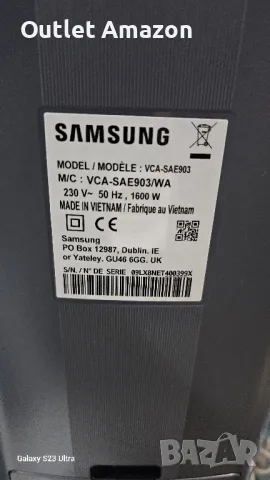 Outlet Amazon
SAMSUNG
MODEL / MODÈLE : VCA-SAE903
M/C : VCA-SAE903/WA
230 V~ 50 Hz , 1600 W
MADE IN VIETNAM / Fabriqué au Vietnam
CE
Samsung
PO Box 12987, Dublin. IE
or Yateley. GU46 6GG. UK
S/N. / N° DE SERIE 09LX8NET400399X
Galaxy S23 Ultra
BAZAR